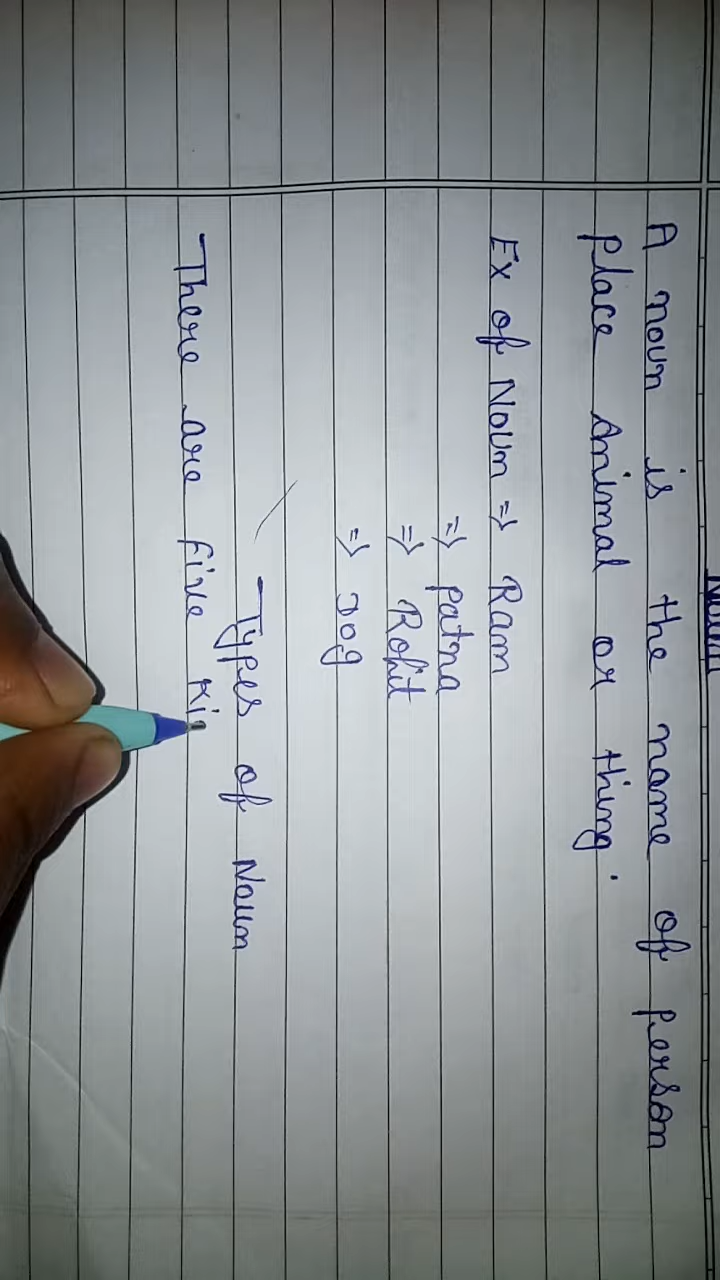 Noun
A noun is the name of person
place Animal or thing.
Ex of Noun => Ram
=> patna
=> Rohit
=> Dog
Types of Noun
There are five Ki